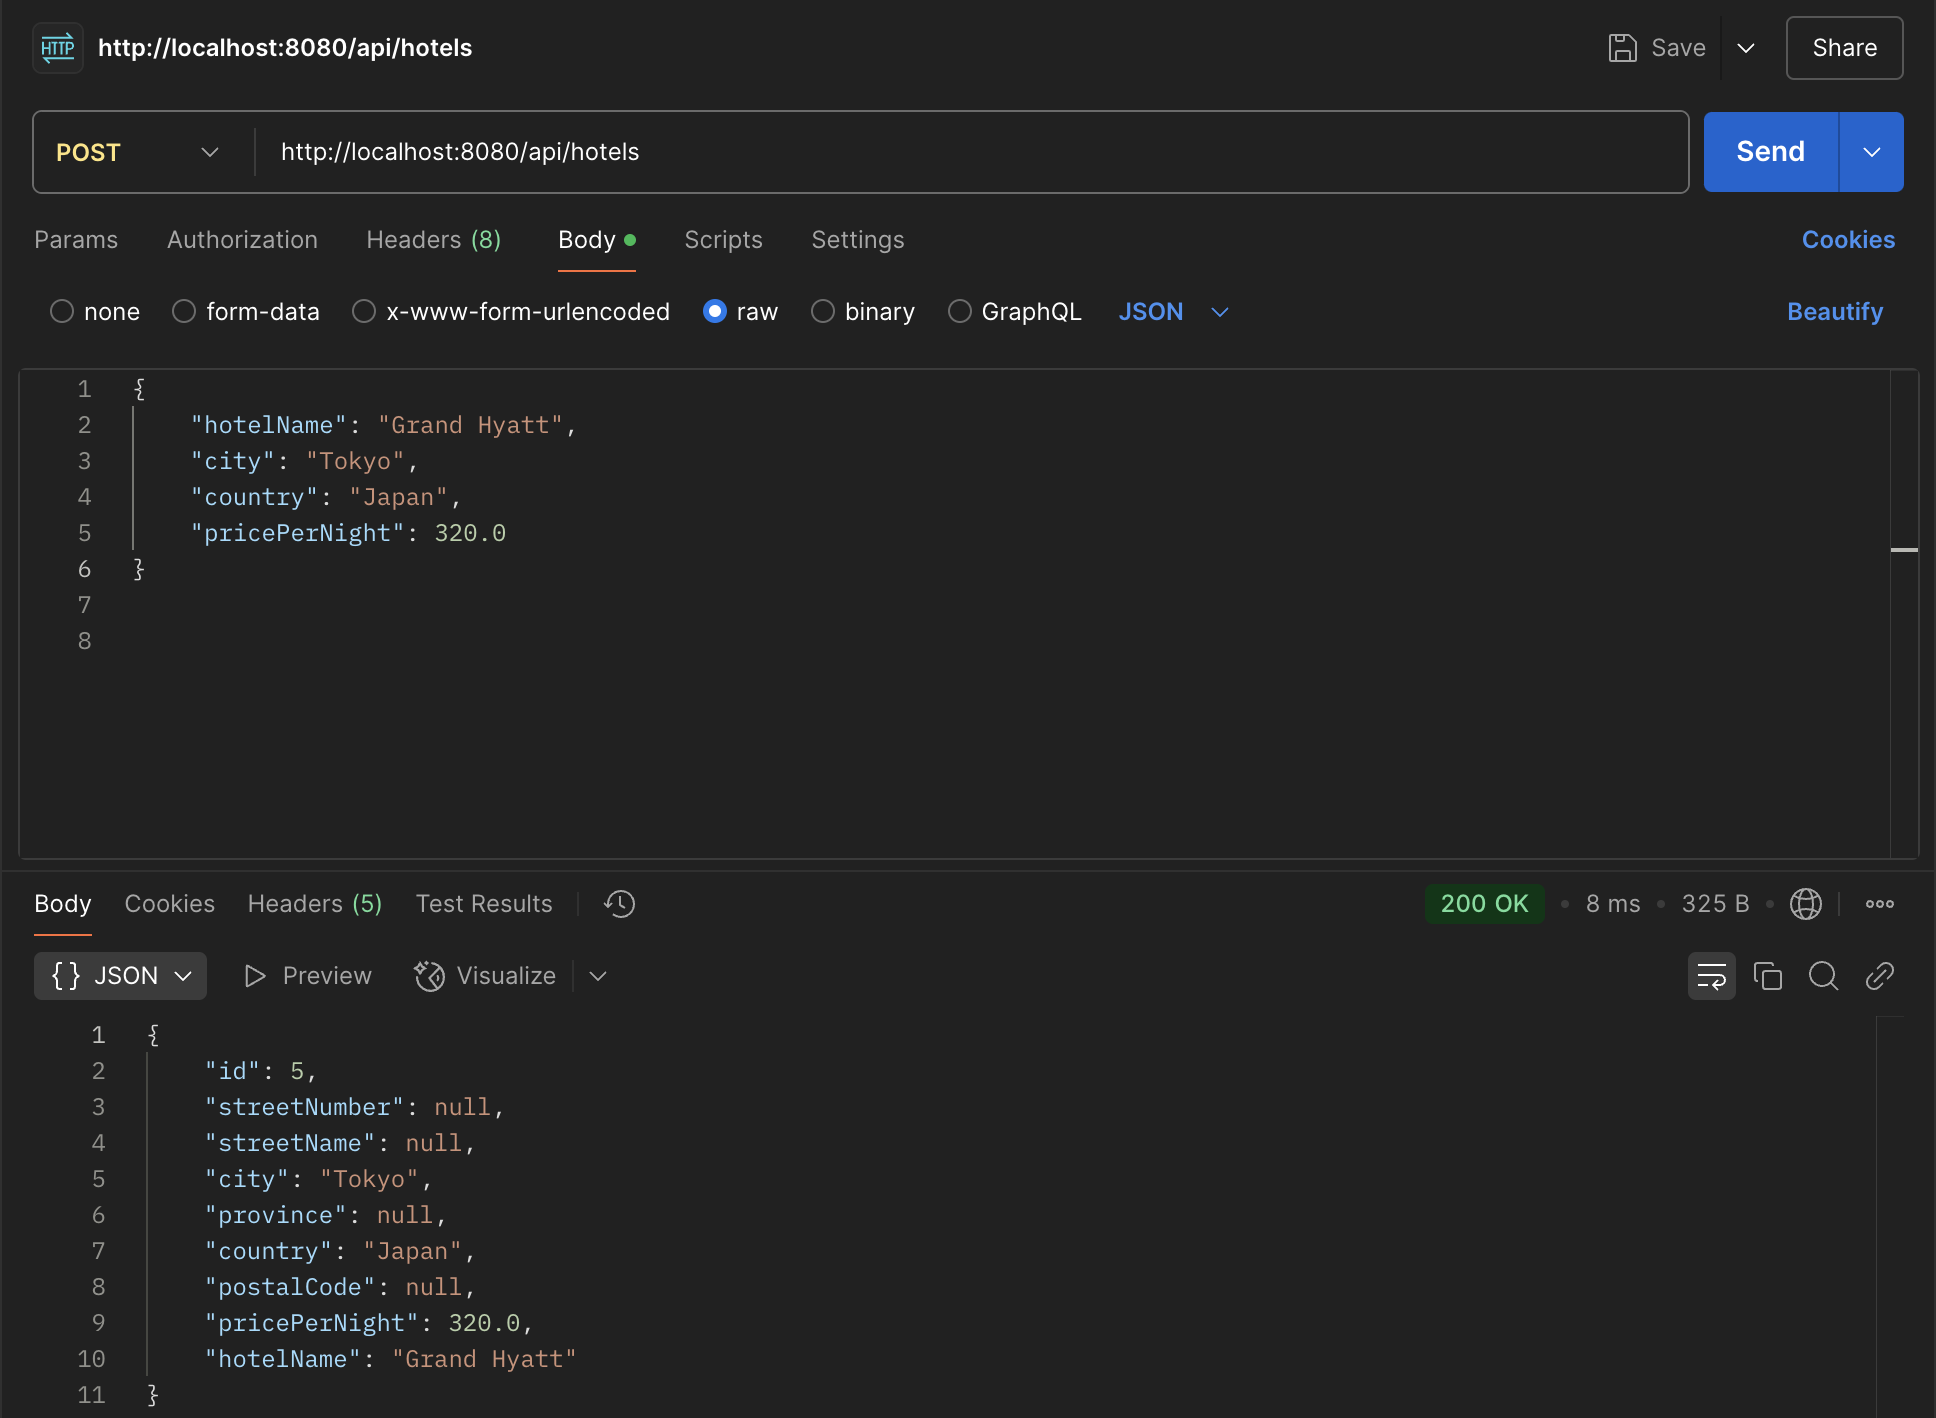 HTTP http://localhost:8080/api/hotels Save Share
POST http://localhost:8080/api/hotels Send
Params Authorization Headers (8) Body Scripts Settings Cookies
none form-data x-www-form-urlencoded raw binary GraphQL JSON Beautify
1 {
2 "hotelName": "Grand Hyatt",
3 "city": "Tokyo",
4 "country": "Japan",
5 "pricePerNight": 320.0
6 }
7
8
Body Cookies Headers (5) Test Results 200 OK • 8 ms • 325 B •
{} JSON Preview Visualize
1 {
2 "id": 5,
3 "streetNumber": null,
4 "streetName": null,
5 "city": "Tokyo",
6 "province": null,
7 "country": "Japan",
8 "postalCode": null,
9 "pricePerNight": 320.0,
10 "hotelName": "Grand Hyatt"
11 }